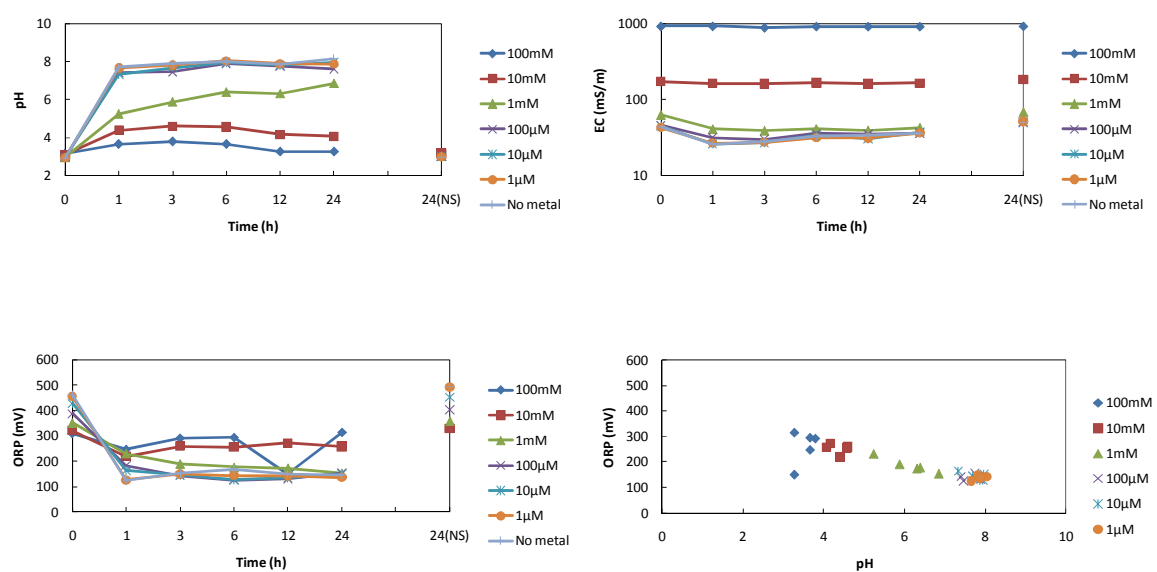 10
8
6
4
2
pH
0
1
3
6
12
24
24(NS)
Time (h)
100mM
10mM
1mM
100µM
10µM
1µM
No metal
1000
100
10
EC (mS/m)
0
1
3
6
12
24
24(NS)
Time (h)
100mM
10mM
1mM
100µM
10µM
1µM
No metal
600
500
400
300
200
100
0
ORP (mV)
0
1
3
6
12
24
24(NS)
Time (h)
100mM
10mM
1mM
100µM
10µM
1µM
No metal
600
500
400
300
200
100
0
ORP (mV)
0
2
4
6
8
10
pH
100mM
10mM
1mM
100µM
10µM
1µM